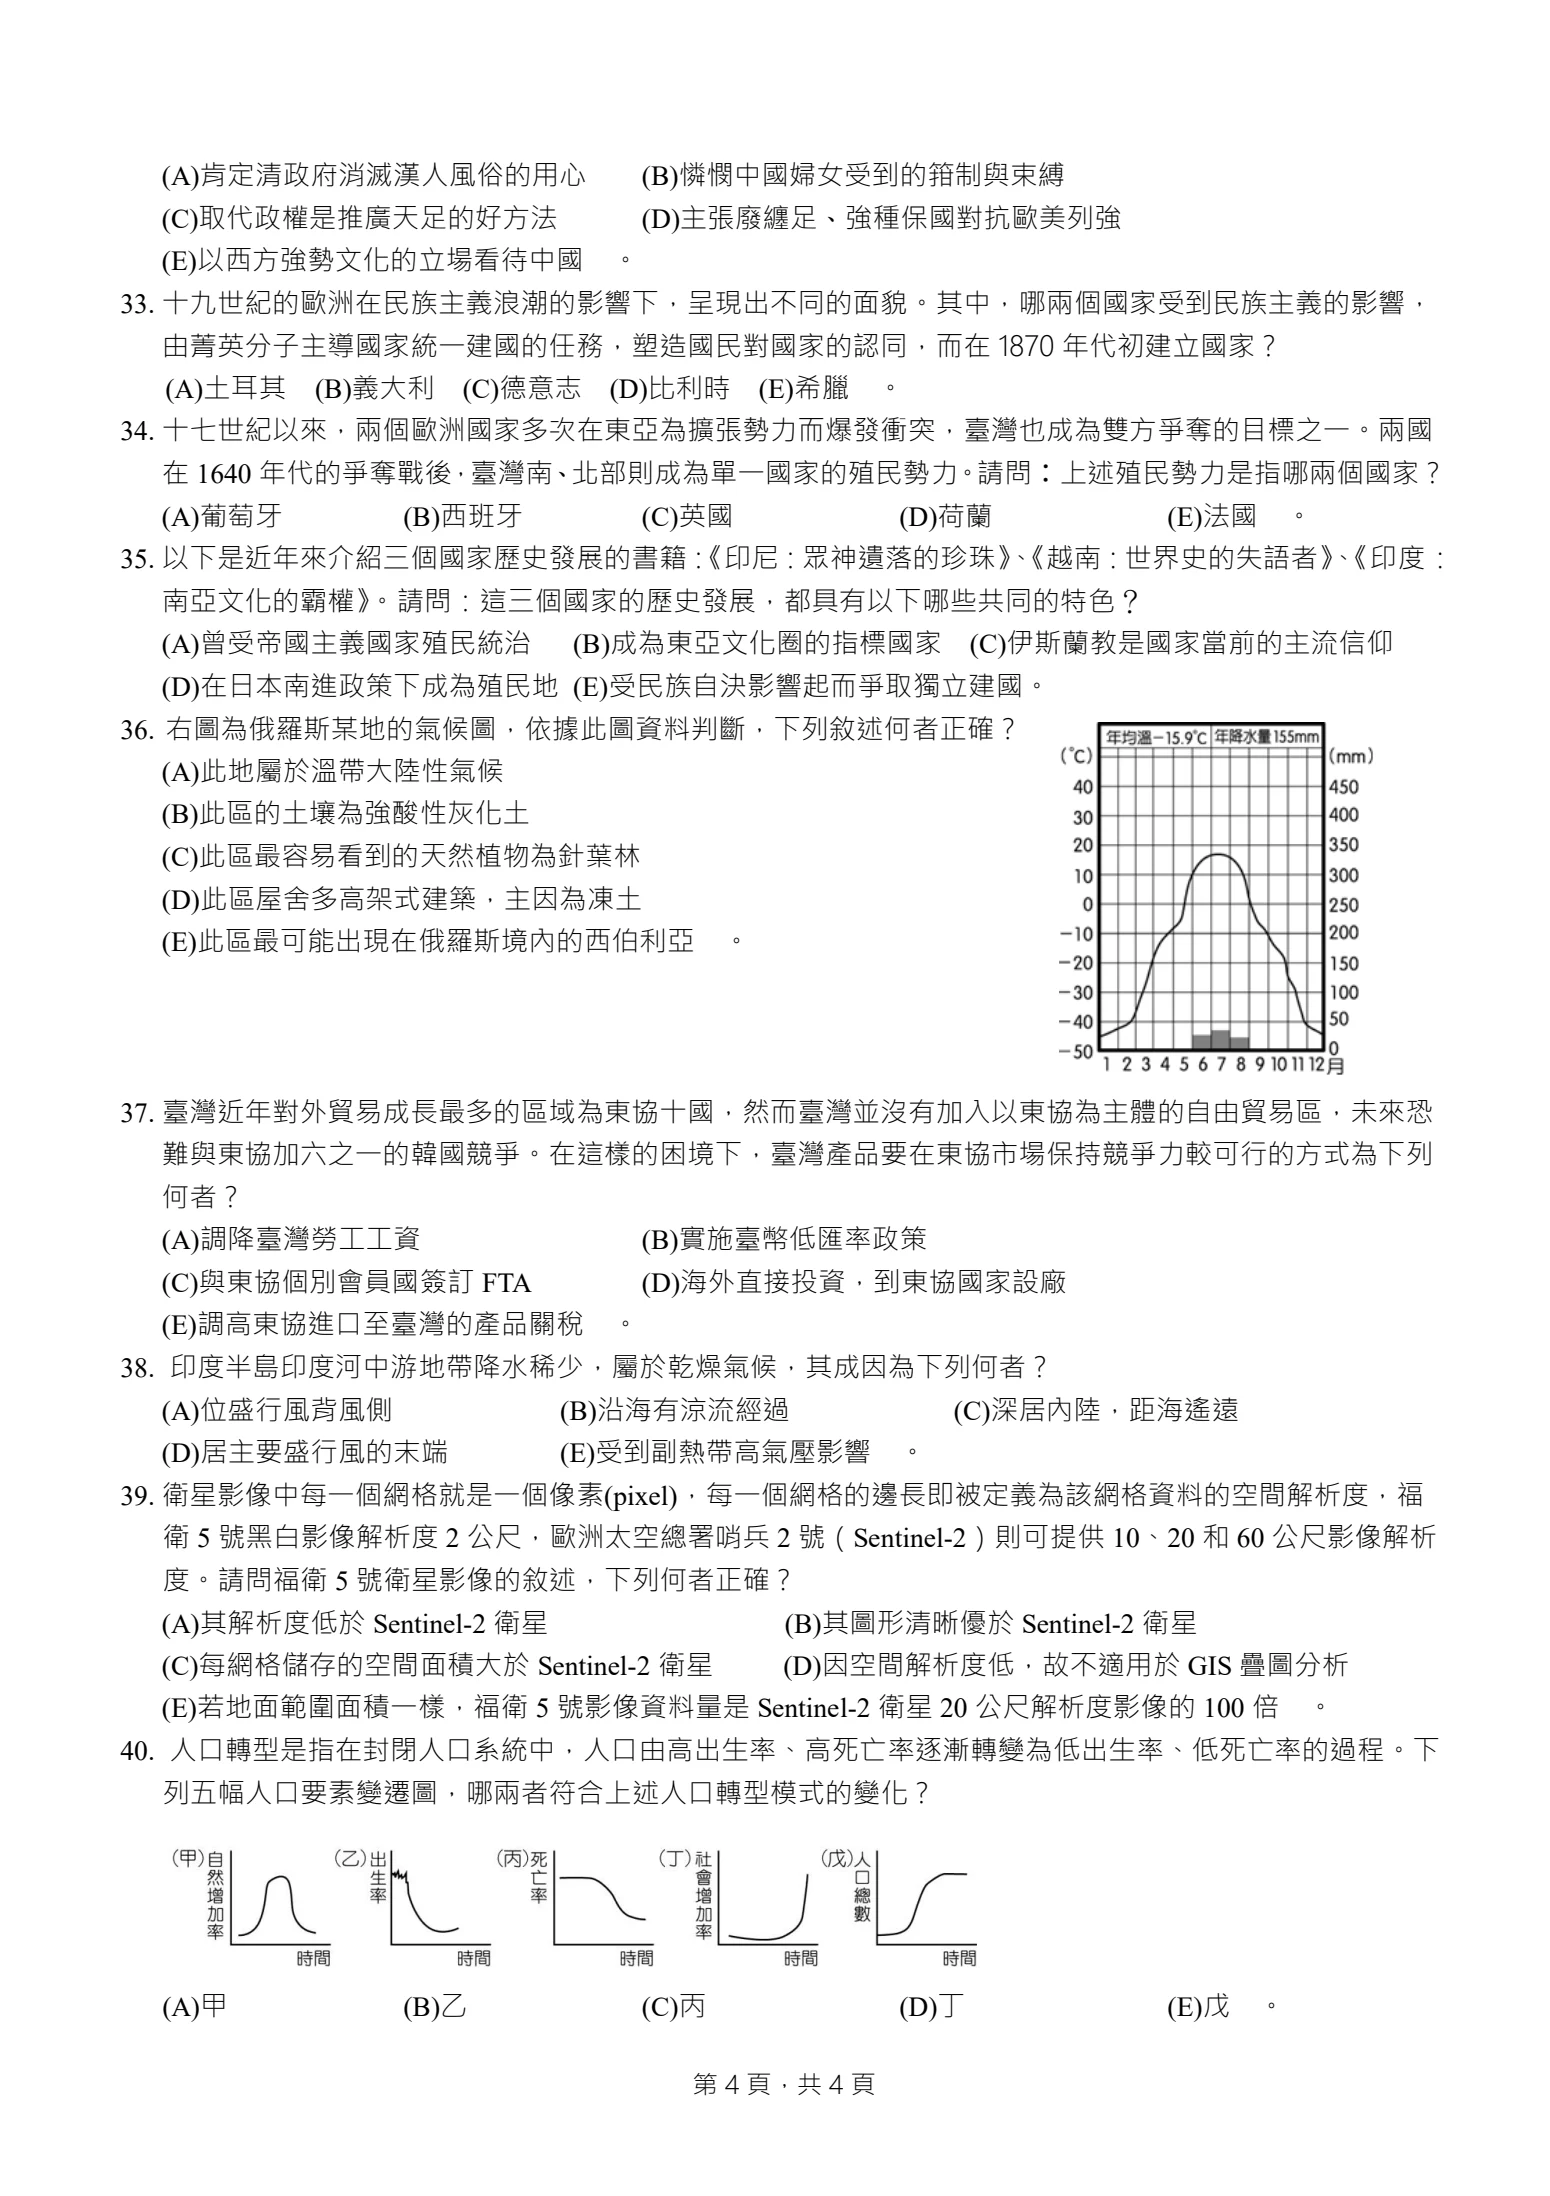 (A)肯定清政府消滅漢人風俗的用心 (B)憐憫中國婦女受到的箝制與束縛
(C)取代政權是推廣天足的好方法 (D)主張廢纏足、強種保國對抗歐美列強
(E)以西方強勢文化的立場看待中國 。
33. 十九世紀的歐洲在民族主義浪潮的影響下，呈現出不同的面貌。其中，哪兩個國家受到民族主義的影響，
由菁英分子主導國家統一建國的任務，塑造國民對國家的認同，而在 1870 年代初建立國家？
(A)土耳其 (B)義大利 (C)德意志 (D)比利時 (E)希臘 。
34. 十七世紀以來，兩個歐洲國家多次在東亞為擴張勢力而爆發衝突，臺灣也成為雙方爭奪的目標之一。兩國
在 1640 年代的爭奪戰後，臺灣南、北部則成為單一國家的殖民勢力。請問：上述殖民勢力是指哪兩個國家？
(A)葡萄牙 (B)西班牙 (C)英國 (D)荷蘭 (E)法國 。
35. 以下是近年來介紹三個國家歷史發展的書籍：《印尼：眾神遺落的珍珠》、《越南：世界史的失語者》、《印度：
南亞文化的霸權》。請問：這三個國家的歷史發展，都具有以下哪些共同的特色？
(A)曾受帝國主義國家殖民統治 (B)成為東亞文化圈的指標國家 (C)伊斯蘭教是國家當前的主流信仰
(D)在日本南進政策下成為殖民地 (E)受民族自決影響起而爭取獨立建國。
36. 右圖為俄羅斯某地的氣候圖，依據此圖資料判斷，下列敘述何者正確？
(A)此地屬於溫帶大陸性氣候
(B)此區的土壤為強酸性灰化土
(C)此區最容易看到的天然植物為針葉林
(D)此區屋舍多高架式建築，主因為凍土
(E)此區最可能出現在俄羅斯境內的西伯利亞 。
年均溫-15.9℃ 年降水量155mm
(℃) (mm)
40 450
30 400
20 350
10 300
0 250
-10 200
-20 150
-30 100
-40 50
-50 0
1 2 3 4 5 6 7 8 9 10 11 12月
37. 臺灣近年對外貿易成長最多的區域為東協十國，然而臺灣並沒有加入以東協為主體的自由貿易區，未來恐
難與東協加六之一的韓國競爭。在這樣的困境下，臺灣產品要在東協市場保持競爭力較可行的方式為下列
何者？
(A)調降臺灣勞工工資 (B)實施臺幣低匯率政策
(C)與東協個別會員國簽訂 FTA (D)海外直接投資，到東協國家設廠
(E)調高東協進口至臺灣的產品關稅 。
38. 印度半島印度河中游地帶降水稀少，屬於乾燥氣候，其成因為下列何者？
(A)位盛行風背風側 (B)沿海有涼流經過 (C)深居內陸，距海遙遠
(D)居主要盛行風的末端 (E)受到副熱帶高氣壓影響 。
39. 衛星影像中每一個網格就是一個像素(pixel)，每一個網格的邊長即被定義為該網格資料的空間解析度，福
衛 5 號黑白影像解析度 2 公尺，歐洲太空總署哨兵 2 號（Sentinel-2）則可提供 10、20 和 60 公尺影像解析
度。請問福衛 5 號衛星影像的敘述，下列何者正確？
(A)其解析度低於 Sentinel-2 衛星 (B)其圖形清晰優於 Sentinel-2 衛星
(C)每網格儲存的空間面積大於 Sentinel-2 衛星 (D)因空間解析度低，故不適用於 GIS 疊圖分析
(E)若地面範圍面積一樣，福衛 5 號影像資料量是 Sentinel-2 衛星 20 公尺解析度影像的 100 倍 。
40. 人口轉型是指在封閉人口系統中，人口由高出生率、高死亡率逐漸轉變為低出生率、低死亡率的過程。下
列五幅人口要素變遷圖，哪兩者符合上述人口轉型模式的變化？
(甲)自然增加率 (乙)出生率 (丙)死亡率 (丁)社會增加率 (戊)人口總數
時間 時間 時間 時間 時間
(A)甲 (B)乙 (C)丙 (D)丁 (E)戊 。
第 4 頁，共 4 頁